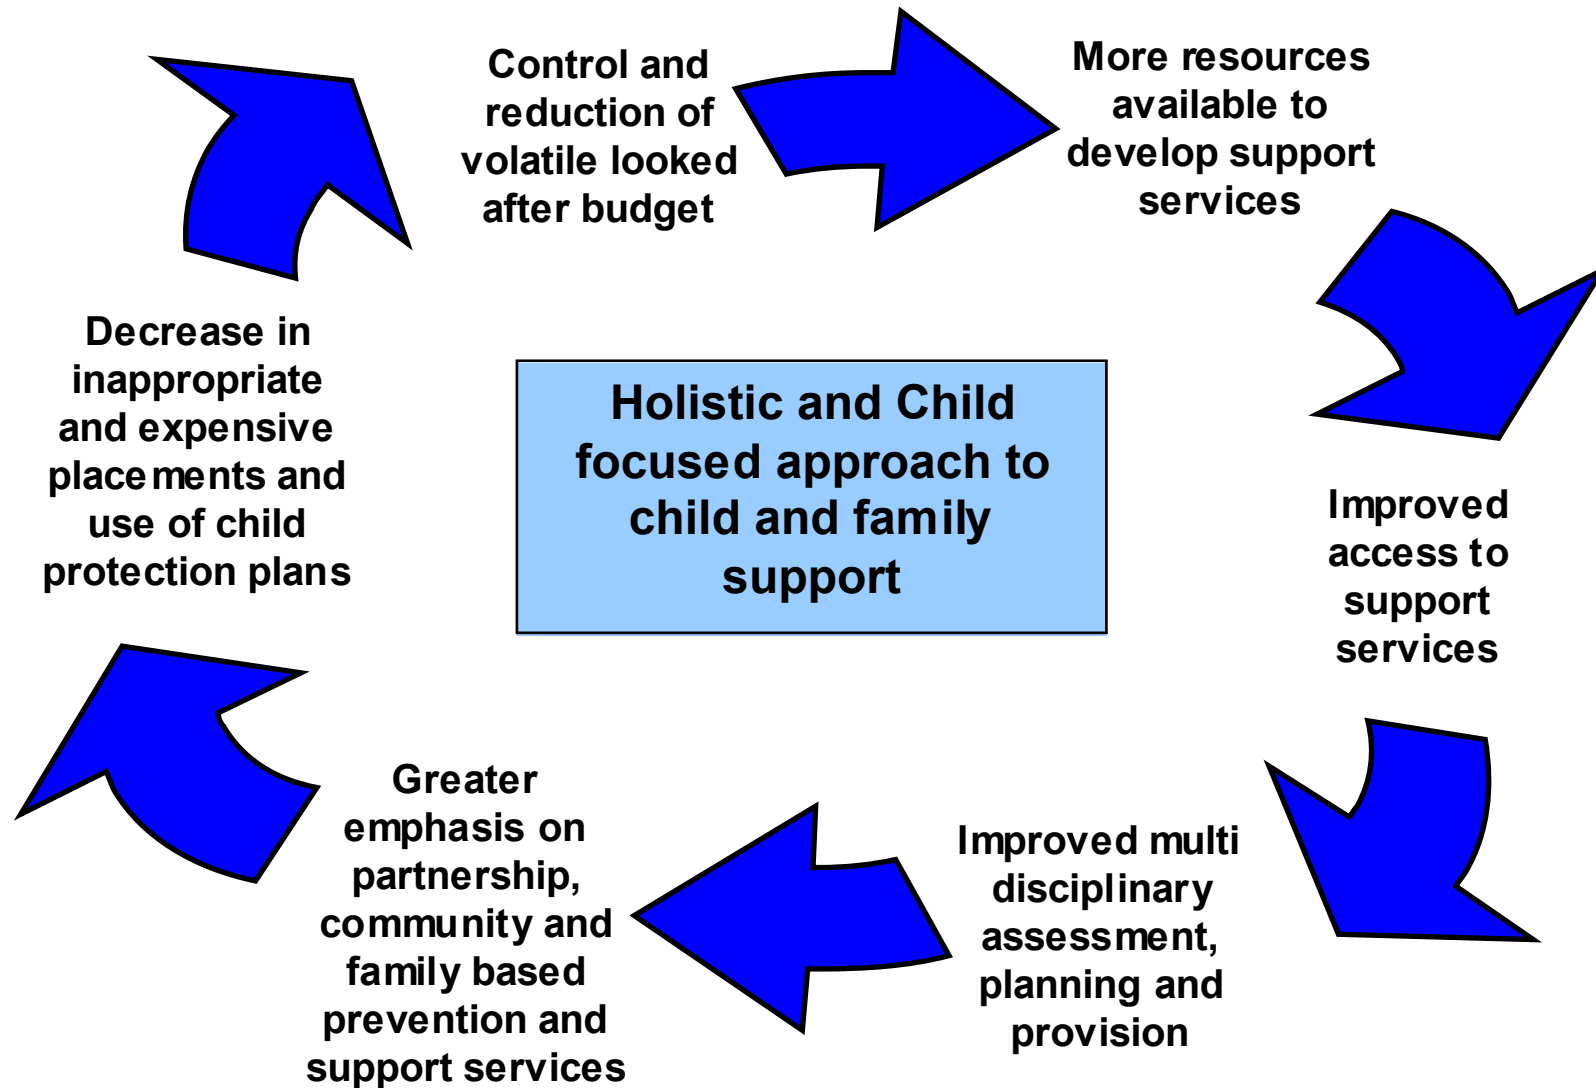 Control and
reduction of
volatile looked
after budget
More resources
available to
develop support
services
Improved
access to
support
services
Improved multi
disciplinary
assessment,
planning and
provision
Greater
emphasis on
partnership,
community and
family based
prevention and
support services
Decrease in
inappropriate
and expensive
placements and
use of child
protection plans
Holistic and Child
focused approach to
child and family
support